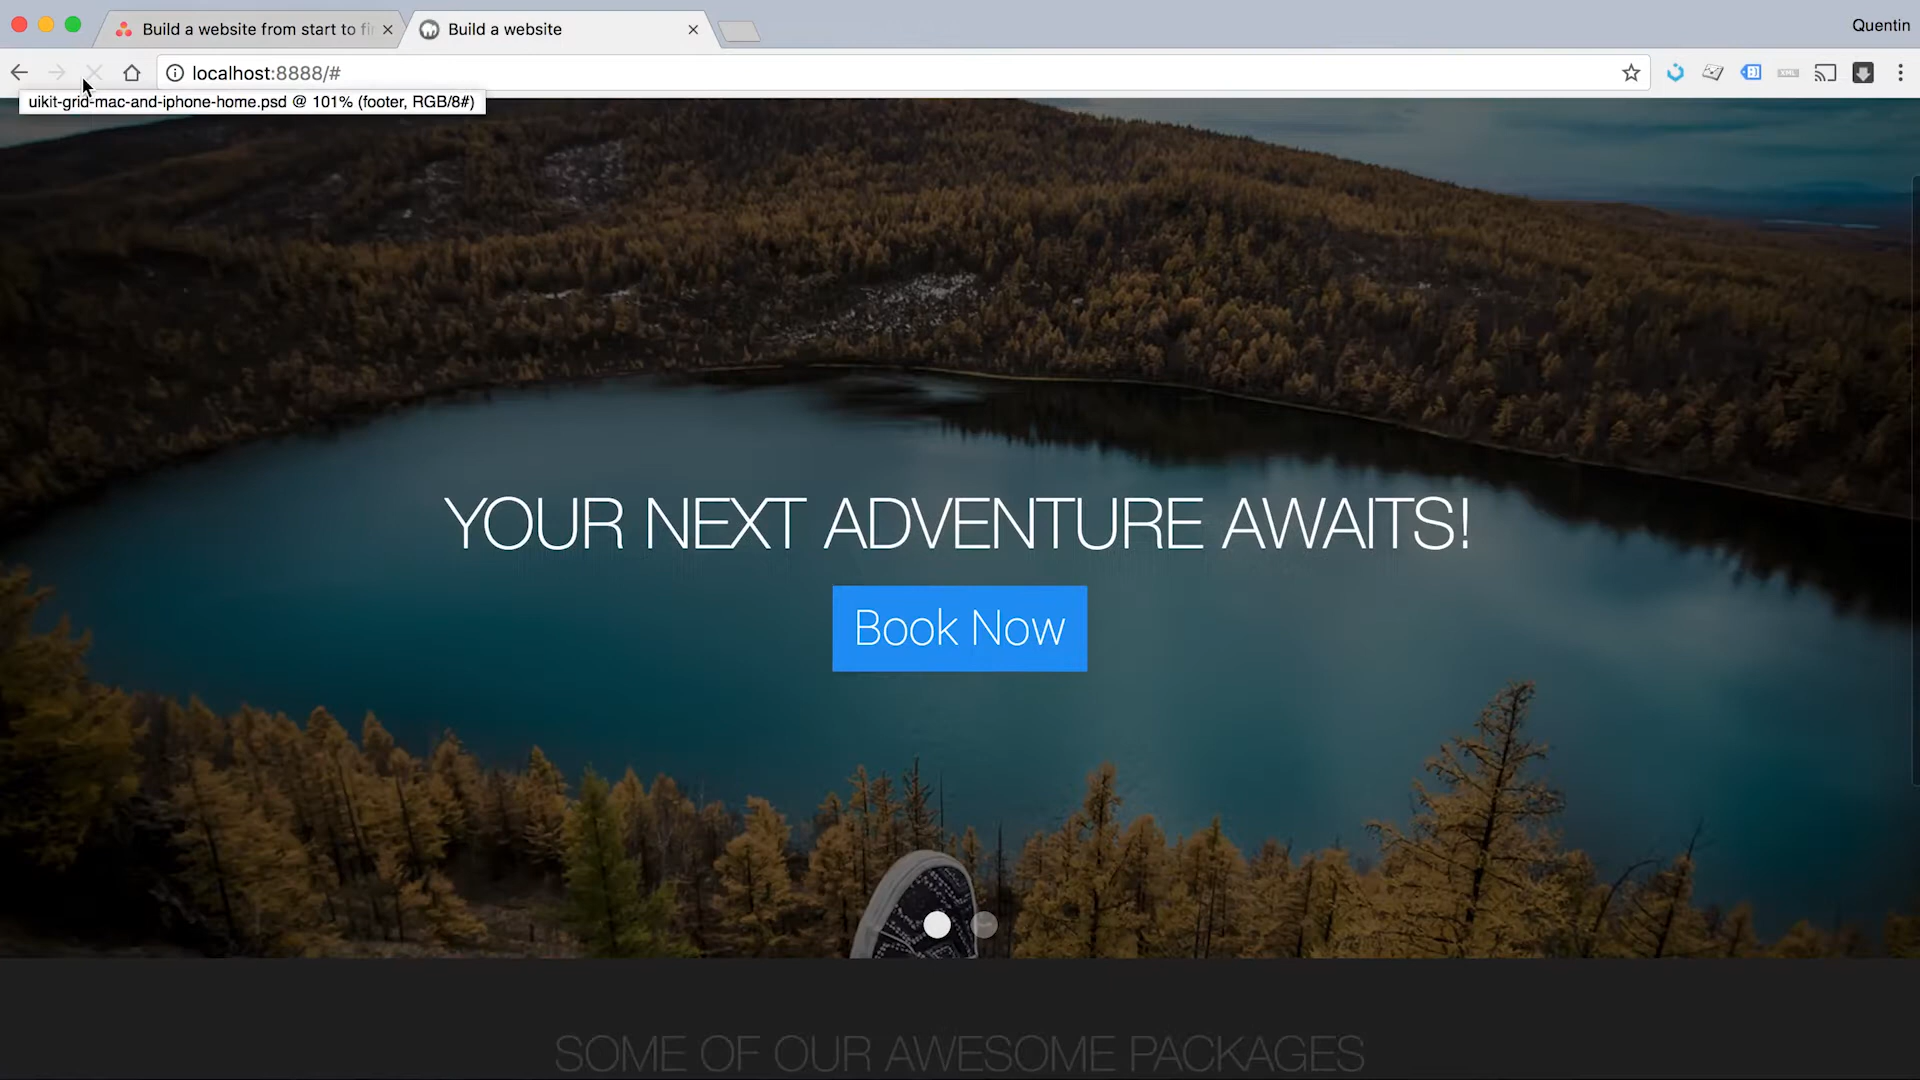 Build a website from start to fi
Build a website
Quentin
localhost:8888/#
XML
uikit-grid-mac-and-iphone-home.psd @ 101% (footer, RGB/8#)
YOUR NEXT ADVENTURE AWAITS!
Book Now
SOME OF OUR AWESOME PACKAGES